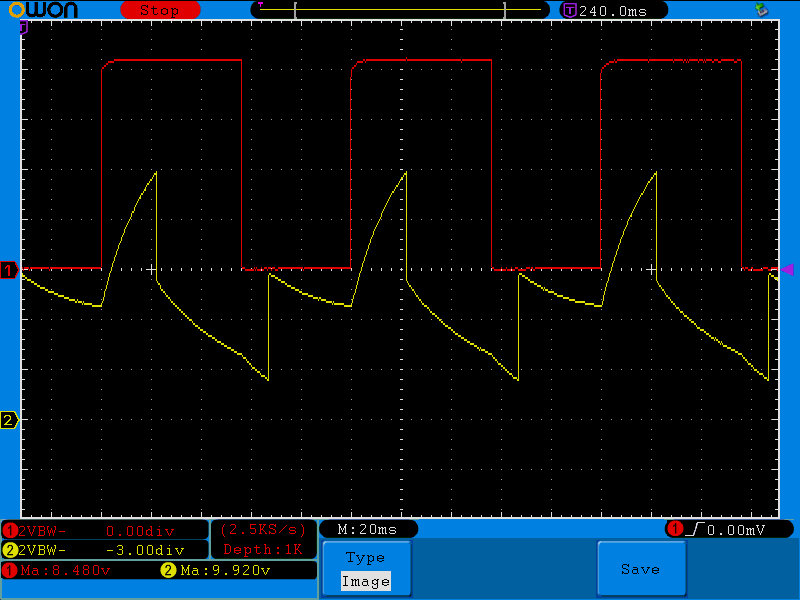 OWON Stop T 240.0ms
1
2
1 2VBW- 0.00div (2.5KS/s) M:20ms 1 0.00mV
2 2VBW- -3.00div Depth:1K
1 Ma:8.480v 2 Ma:9.920v
Type
Image
Save